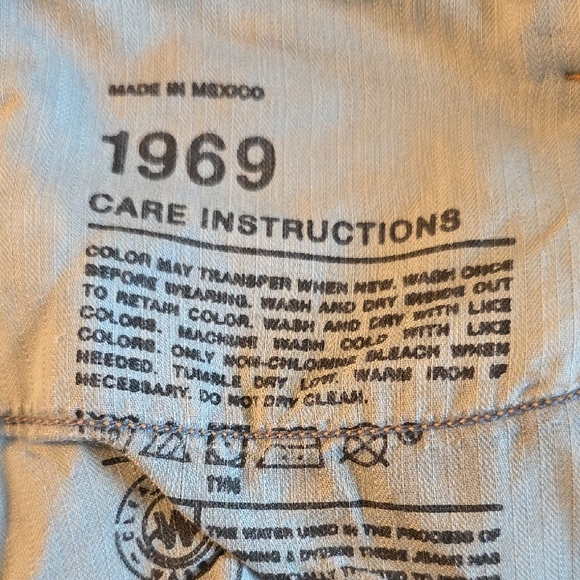 MADE IN MEXICO
1969
CARE INSTRUCTIONS
COLOR MAY TRANSFER WHEN NEW. WASH ONCE
BEFORE WEARING. WASH AND DRY INSIDE OUT
TO RETAIN COLOR. WASH AND DRY WITH LIKE
COLORS. MACHINE WASH COLD WITH LIKE
COLORS. ONLY NON-CHLORINE BLEACH WHEN
NEEDED. TUMBLE DRY LOW. WARM IRON IF
NECESSARY. DO NOT DRY CLEAN.
THE WATER USED IN THE PROCESS OF
& DYEING THESE JEANS HAS